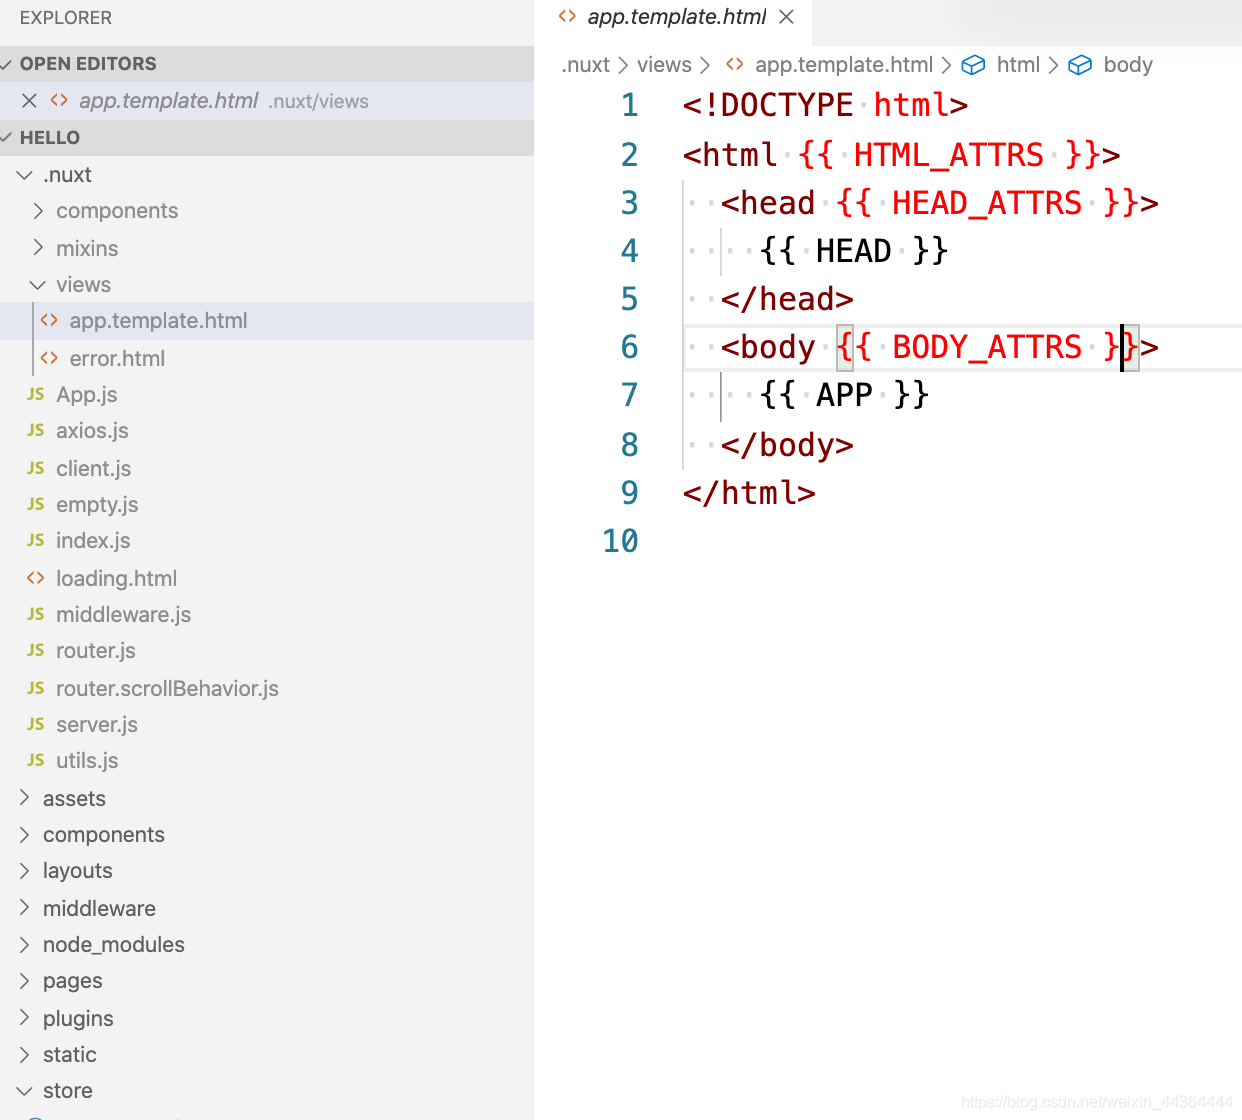 EXPLORER
OPEN EDITORS
app.template.html .nuxt/views
HELLO
.nuxt
components
mixins
views
app.template.html
error.html
JS App.js
JS axios.js
JS client.js
JS empty.js
JS index.js
loading.html
JS middleware.js
JS router.js
JS router.scrollBehavior.js
JS server.js
JS utils.js
assets
components
layouts
middleware
node_modules
pages
plugins
static
store
app.template.html
.nuxt > views > app.template.html > html > body
1 <!DOCTYPE html>
2 <html {{ HTML_ATTRS }}>
3 <head {{ HEAD_ATTRS }}>
4 {{ HEAD }}
5 </head>
6 <body {{ BODY_ATTRS }}>
7 {{ APP }}
8 </body>
9 </html>
10
https://blog.csdn.net/weixin_44364444